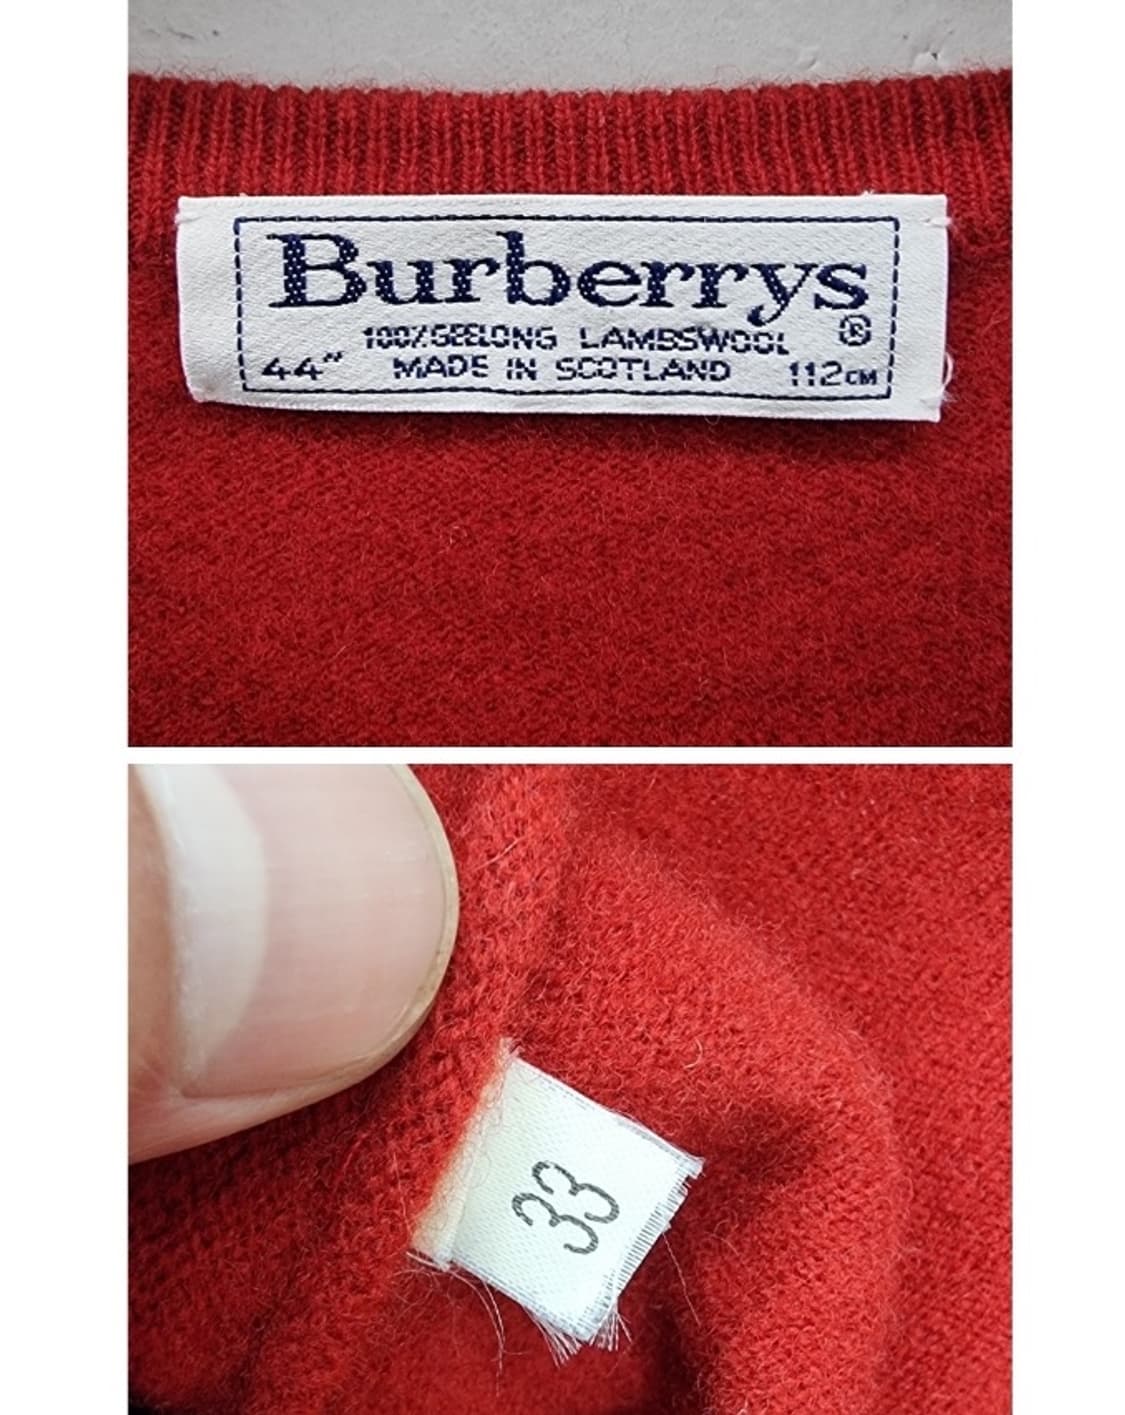 Burberrys
100% GEELONG LAMBSWOOL ®
44" MADE IN SCOTLAND 112CM
33